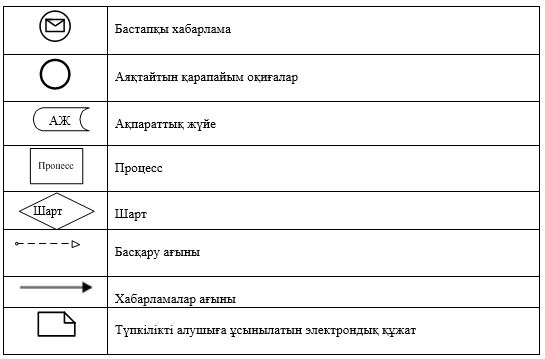 Бастапқы хабарлама
Аяқтайтын қарапайым оқиғалар
АЖ Ақпараттық жүйе
Процесс Процесс
Шарт Шарт
Басқару ағыны
Хабарламалар ағыны
Түпкілікті алушыға ұсынылатын электрондық құжат